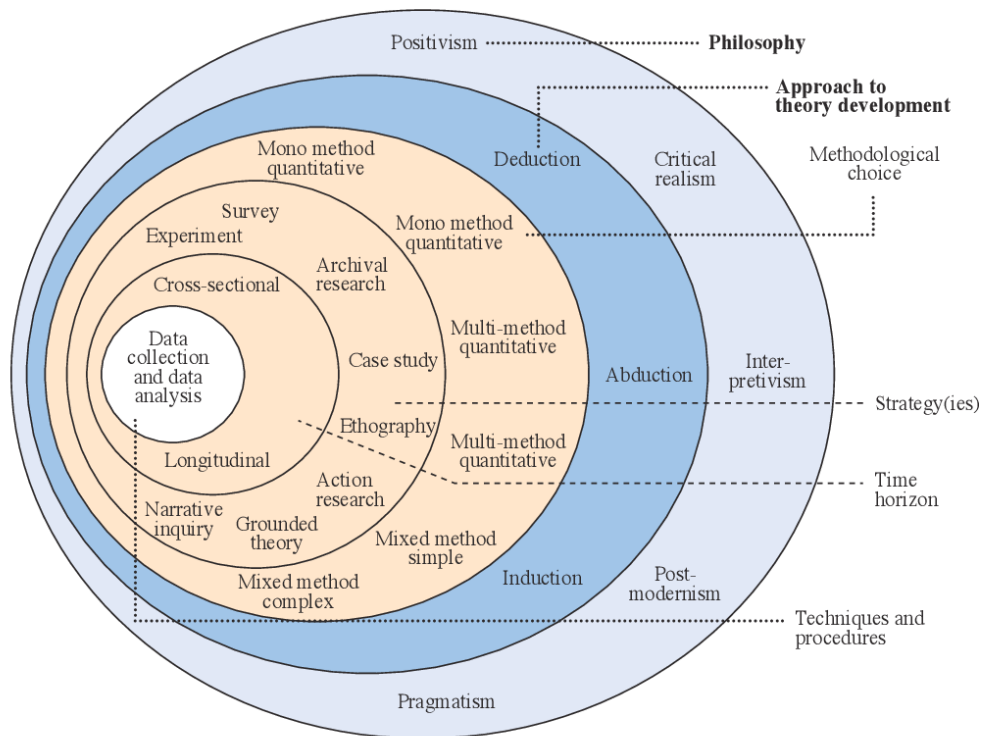 Positivism
Philosophy
Approach to
theory development
Mono method
quantitative
Deduction
Critical
realism
Methodological
choice
Survey
Experiment
Mono method
quantitative
Archival
research
Cross-sectional
Data
collection
and data
analysis
Multi-method
quantitative
Case study
Abduction
Inter-
pretivism
Strategy(ies)
Ethography
Multi-method
quantitative
Longitudinal
Action
research
Time
horizon
Narrative
inquiry
Grounded
theory
Mixed method
simple
Mixed method
complex
Induction
Post-
modernism
Techniques and
procedures
Pragmatism